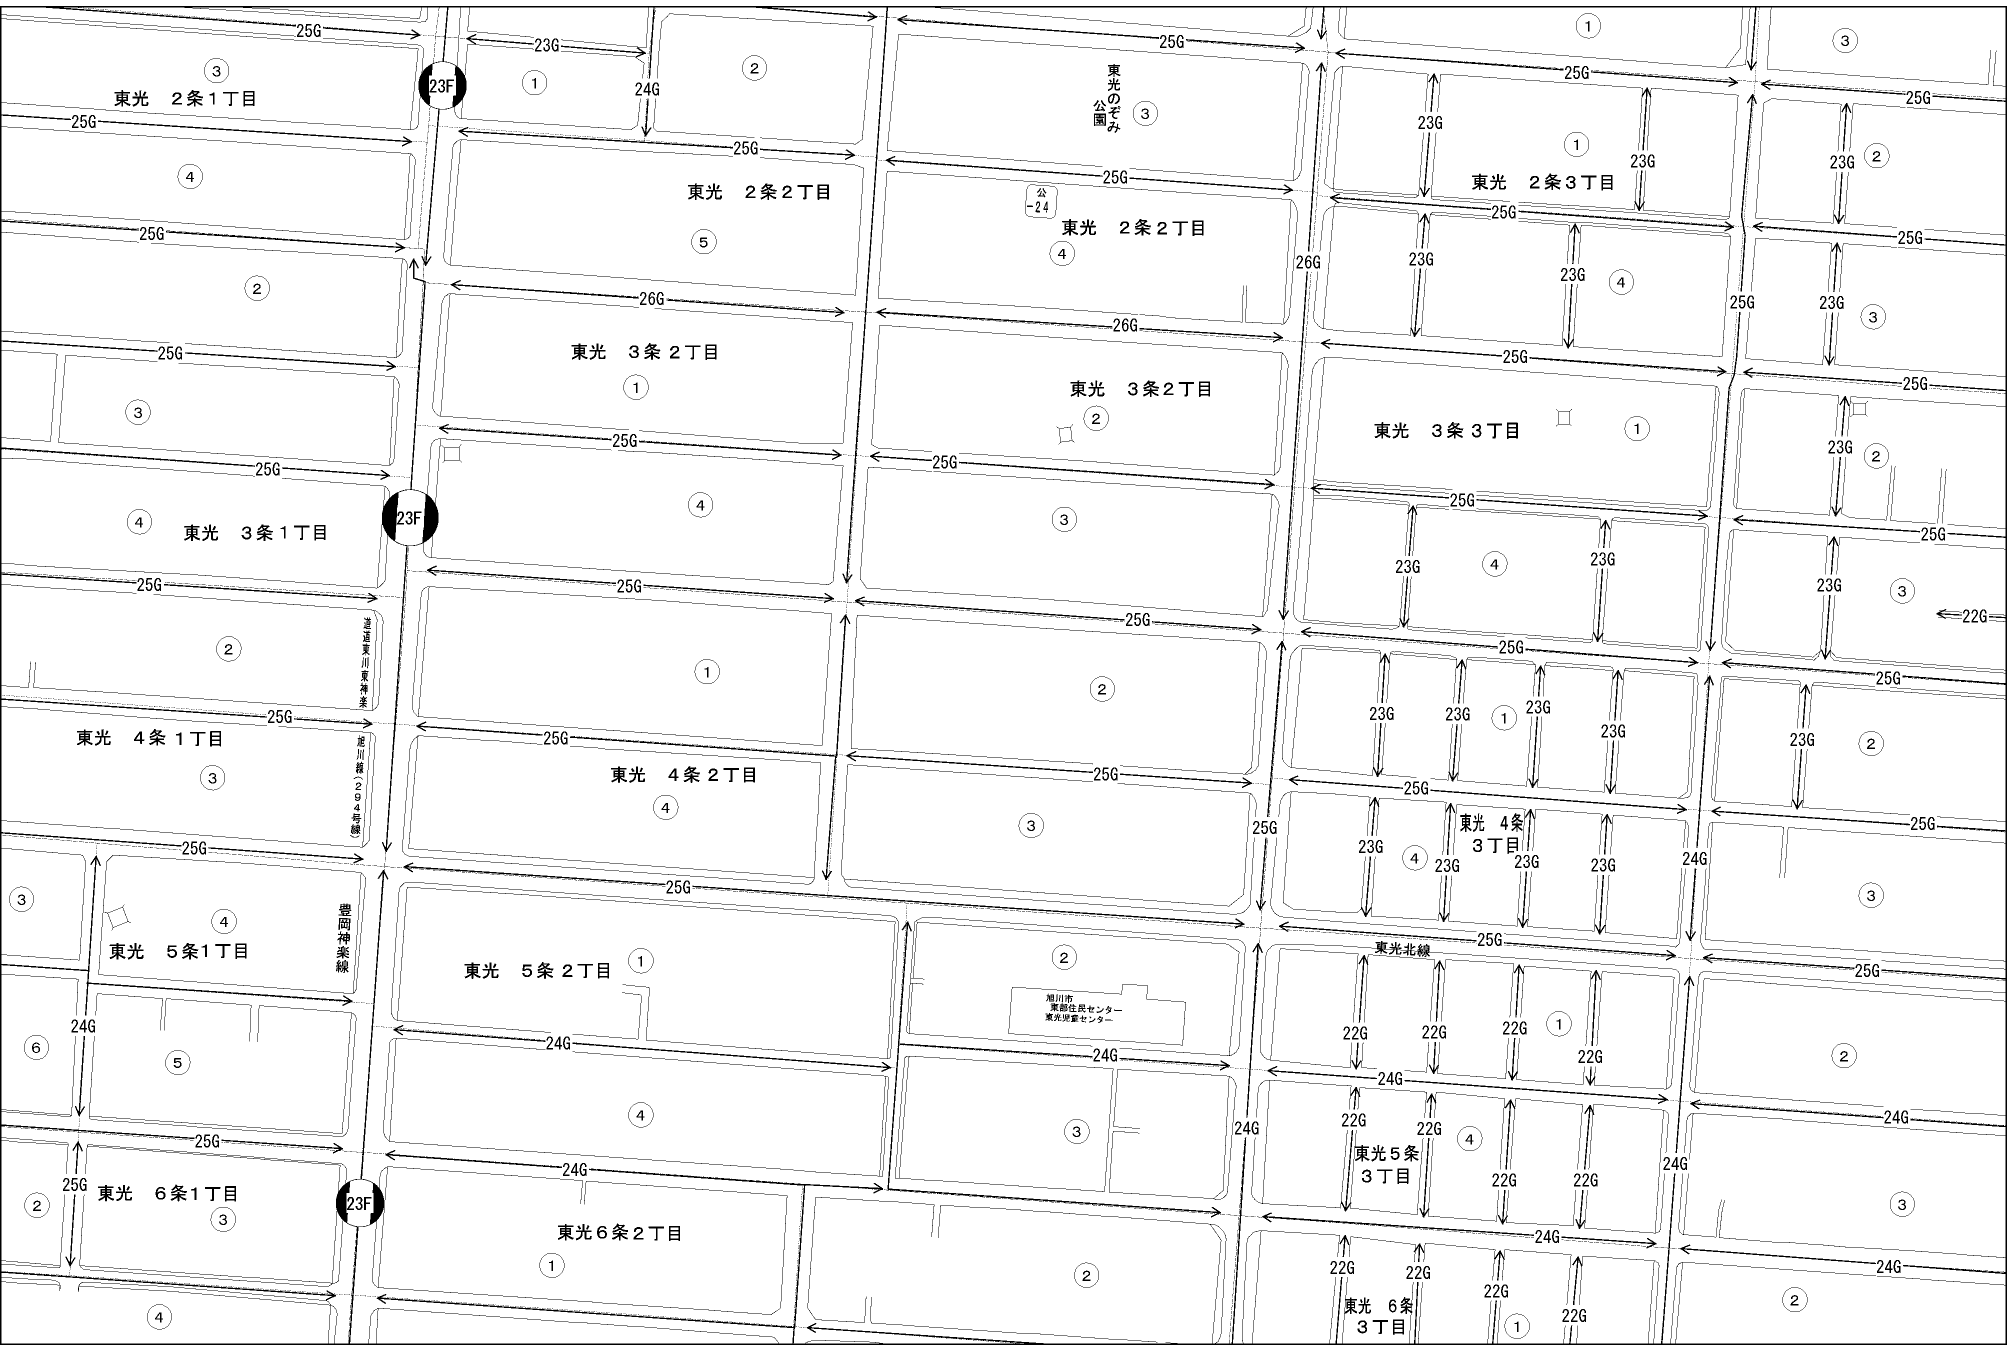 25G
23G
25G
25G
①
③
③
東光　２条１丁目
23F
①
24G
②
東光のぞみ
公園
③
25G
25G
23G
①
23G
東光　２条３丁目
23G
②
25G
④
25G
東光　２条２丁目
25G
公
-24
東光　２条２丁目
④
25G
25G
25G
⑤
26G
23G
23G
④
25G
23G
③
②
26G
26G
25G
25G
25G
東光　３条２丁目
①
東光　３条２丁目
②
東光　３条３丁目
①
23G
②
③
25G
25G
25G
25G
25G
④
東光　３条１丁目
23F
④
③
23G
④
23G
23G
③
22G
25G
25G
25G
25G
25G
道道東川東神楽
旭川線（２９４号線）
②
①
②
23G
23G
①
23G
23G
23G
②
25G
東光　４条１丁目
③
25G
東光　４条２丁目
④
25G
③
25G
25G
25G
東光　4条
３丁目
23G
④
23G
23G
23G
24G
③
25G
25G
③
④
東光　５条１丁目
豊岡神楽線
東光　５条２丁目
①
②
旭川市
東部住民センター
東光児童センター
25G
東光北線
25G
22G
22G
22G
①
22G
②
24G
⑥
⑤
24G
24G
24G
24G
④
③
24G
22G
22G
④
22G
22G
東光５条
３丁目
24G
③
25G
24G
②
25G
東光　６条１丁目
③
23F
東光６条２丁目
①
②
24G
24G
22G
22G
22G
22G
東光　6条
３丁目
①
②
④